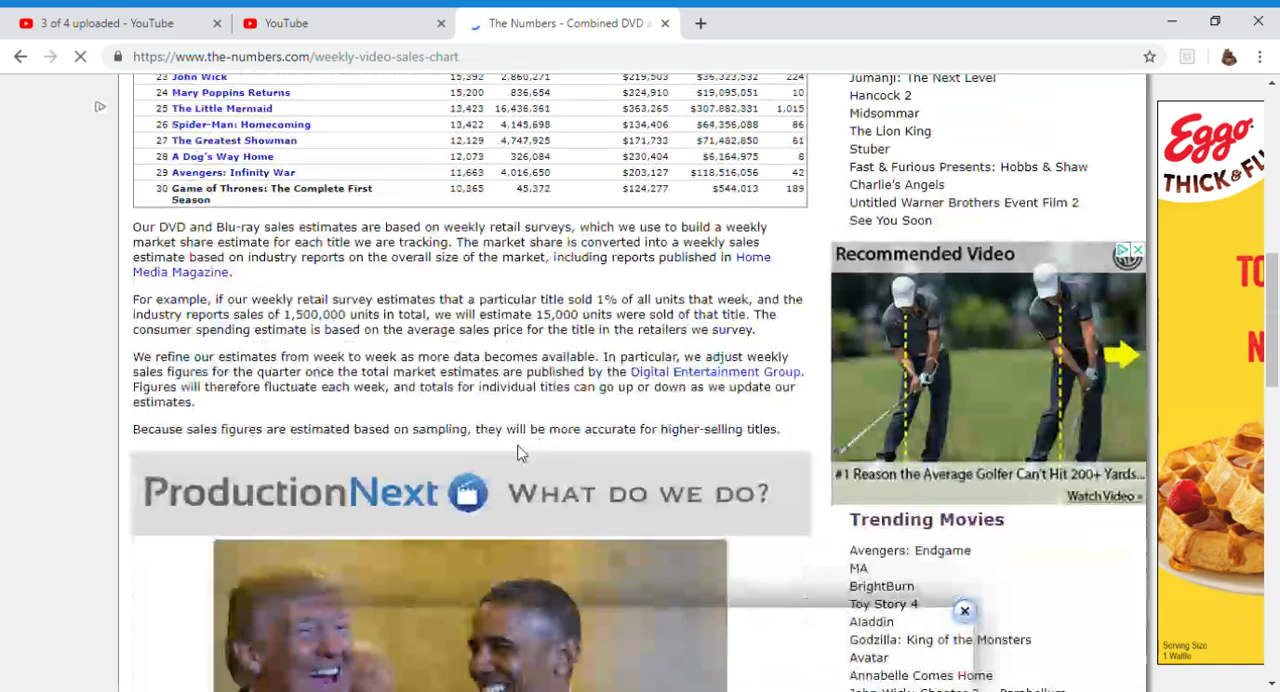 3 of 4 uploaded - YouTube
YouTube
The Numbers - Combined DVD a
https://www.the-numbers.com/weekly-video-sales-chart
23 John Wick 15,392 2,860,271 $219,503 $36,323,532 224
24 Mary Poppins Returns 15,200 836,654 $324,910 $19,095,051 10
25 The Little Mermaid 13,423 16,438,361 $363,265 $307,882,331 1,015
26 Spider-Man: Homecoming 13,422 4,145,698 $134,406 $64,356,088 86
27 The Greatest Showman 12,129 4,747,925 $171,733 $71,482,850 61
28 A Dog's Way Home 12,073 326,084 $230,404 $6,164,975 8
29 Avengers: Infinity War 11,663 4,016,650 $203,127 $118,516,056 42
30 Game of Thrones: The Complete First 10,365 45,372 $124,277 $544,013 189
Season
Our DVD and Blu-ray sales estimates are based on weekly retail surveys, which we use to build a weekly
market share estimate for each title we are tracking. The market share is converted into a weekly sales
estimate based on industry reports on the overall size of the market, including reports published in Home
Media Magazine.
For example, if our weekly retail survey estimates that a particular title sold 1% of all units that week, and the
industry reports sales of 1,500,000 units in total, we will estimate 15,000 units were sold of that title. The
consumer spending estimate is based on the average sales price for the title in the retailers we survey.
We refine our estimates from week to week as more data becomes available. In particular, we adjust weekly
sales figures for the quarter once the total market estimates are published by the Digital Entertainment Group.
Figures will therefore fluctuate each week, and totals for individual titles can go up or down as we update our
estimates.
Because sales figures are estimated based on sampling, they will be more accurate for higher-selling titles.
ProductionNext WHAT DO WE DO?
Jumanji: The Next Level
Hancock 2
Midsommar
The Lion King
Stuber
Fast & Furious Presents: Hobbs & Shaw
Charlie's Angels
Untitled Warner Brothers Event Film 2
See You Soon
Recommended Video
#1 Reason the Average Golfer Can't Hit 200+ Yards...
Watch Video »
Trending Movies
Avengers: Endgame
MA
BrightBurn
Toy Story 4
Aladdin
Godzilla: King of the Monsters
Avatar
Annabelle Comes Home
Eggo
THICK & FL
TO
N
Serving Size
1 Waffle